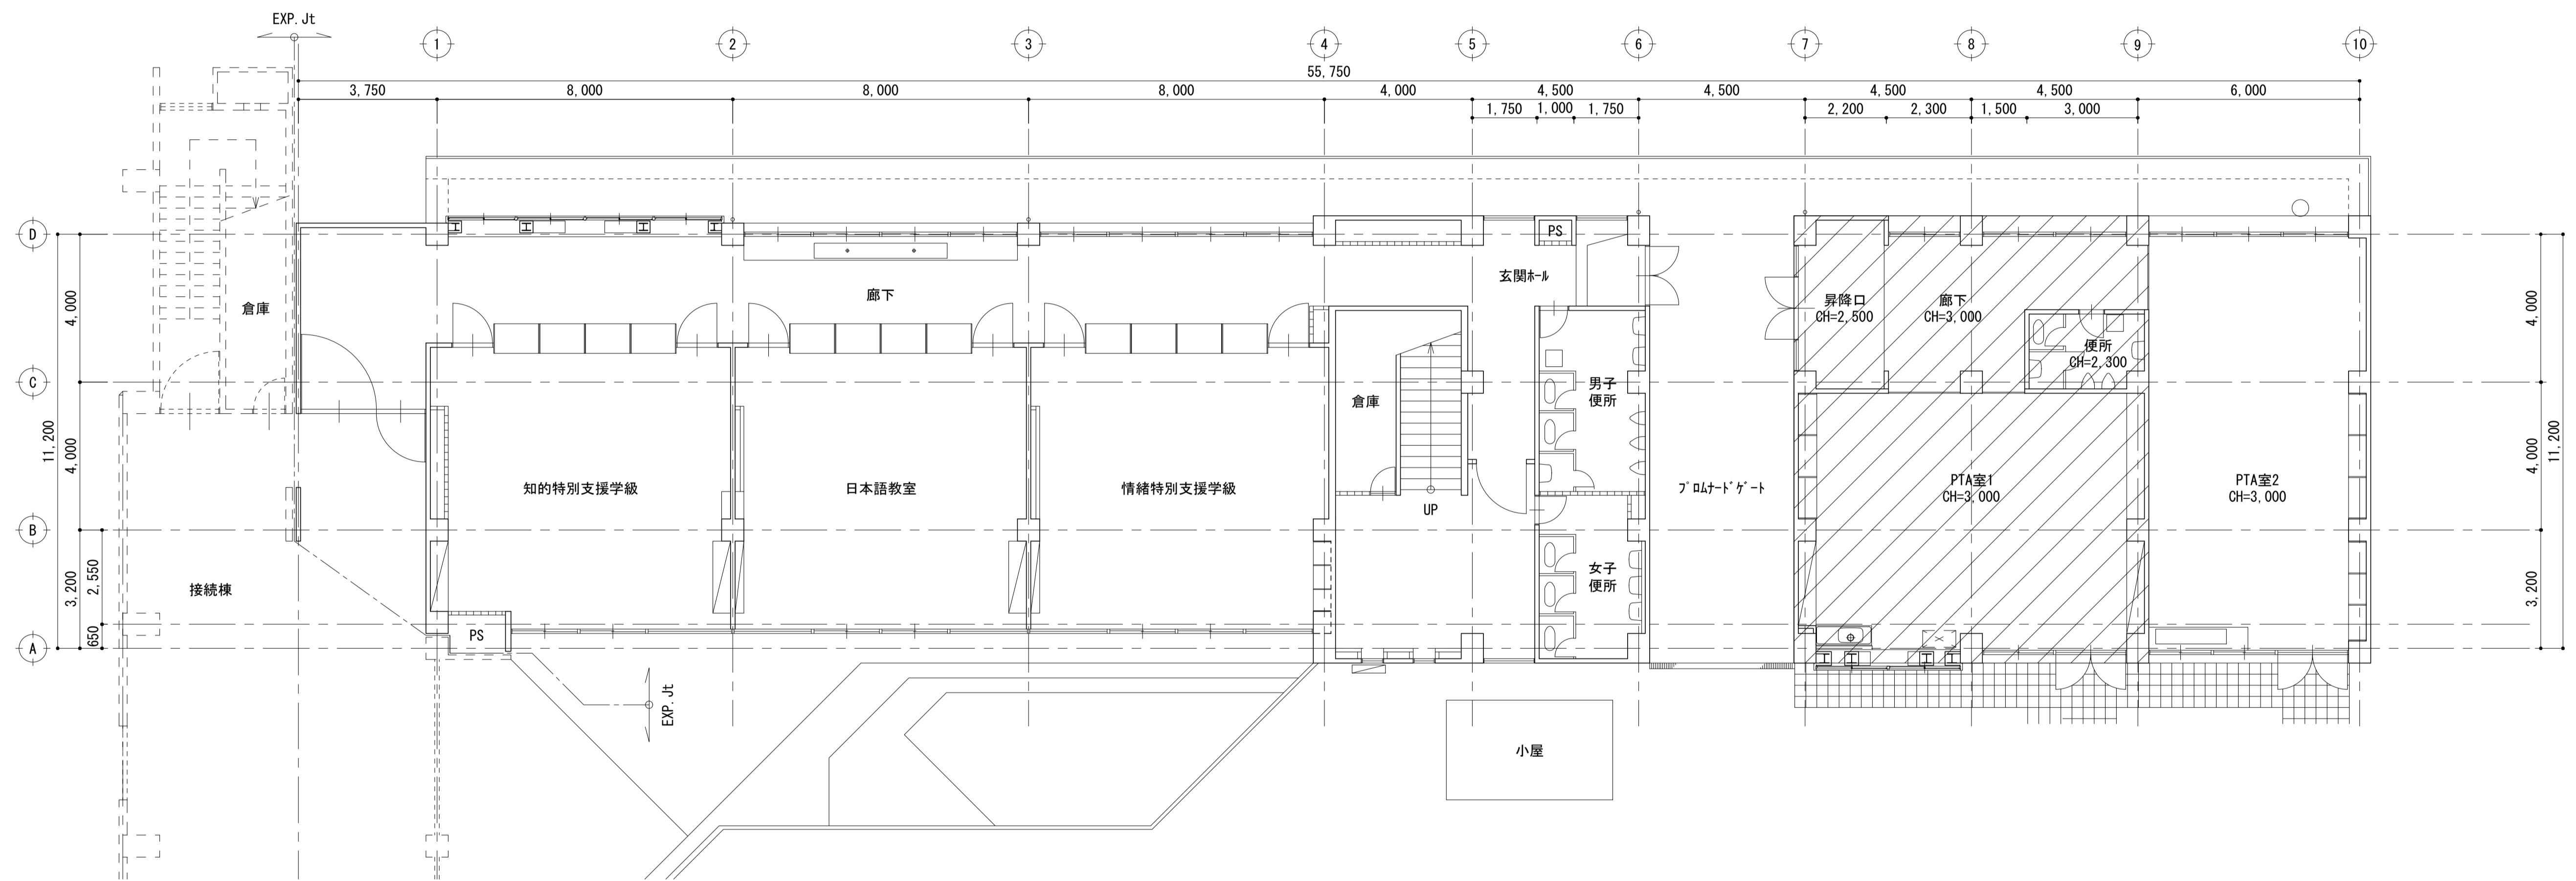 EXP. Jt
1 2 3 4 5 6 7 8 9 10
55,750
3,750 8,000 8,000 8,000 4,000 4,500 4,500 4,500 4,500 6,000
1,750 1,000 1,750 2,200 2,300 1,500 3,000
D
PS
玄関ホール
廊下
倉庫
昇降口
CH=2,500
廊下
CH=3,000
4,000
4,000
便所
CH=2,300
C
男子
便所
倉庫
11,200
4,000
4,000
11,200
知的特別支援学級
日本語教室
情緒特別支援学級
プロムナードゲート
PTA室1
CH=3,000
PTA室2
CH=3,000
UP
B
女子
便所
接続棟
3,200
2,550
3,200
PS
650
A
EXP. Jt
小屋